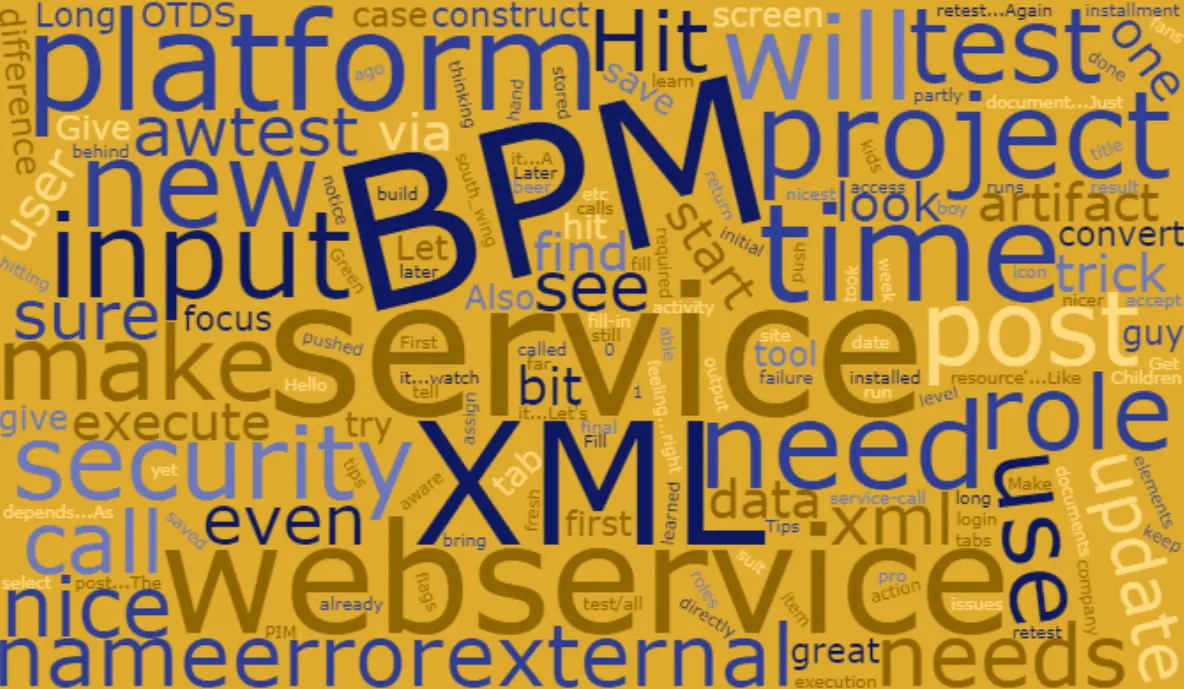 Long
OTDS
case
construct
screen
retest...Again
installment
fans
difference
platform
ago
Hit
will
test
one
done
thinking
hand
stored
save
learn
partly
document...Just
Give
behind
awtest
via
BPM
project
kids
title
user
new
notice
build
south_wing
it...A
Later
beer
etc
calls
hit
return
nicest
access
runs
result
look
boy
artifact
hitting
input
Green
Let
later
find
fill
required
start
initial
push
time
convert
icon
trick
took
week
nicer
accept
sure
focus
Also
see
activity
make
pushed
service
First
fill-in
still
0
called
far
able
site
tool
date
post
guy
Hello
it...watch
tell
bit
1
feeling...right
output
failure
installed
run
level
resource'...Like
Get
Children
give
execute
try
assign
it...Let's
final
Fill
need
role
security
yet
tips
aware
XML
tab
fresh
first
learned
data
Tips
service-call
xml
long
login
tabs
use
Make
documents
company
update
elements
keep
depends...As
call
saved
even
bring
select
post...The
webservice
flags
already
test/all
suit
roles
directly
item
pro
action
issues
retest
nice
PIM
name
error
external
great
execution
needs